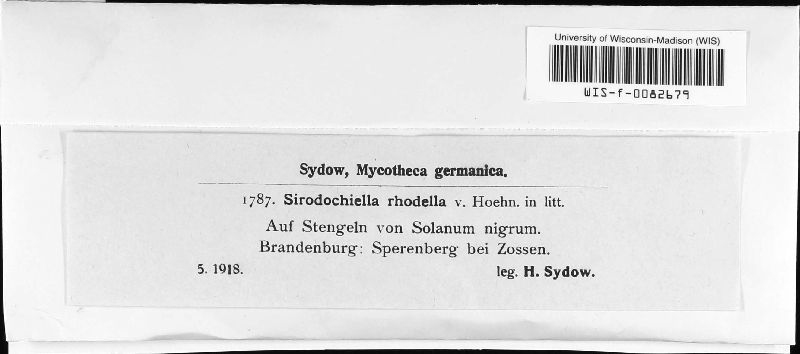 University of Wisconsin-Madison (WIS)
WIS-f-0082679
Sydow, Mycotheca germanica.
1787. Sirodochiella rhodella v. Hoehn. in litt.
Auf Stengeln von Solanum nigrum.
Brandenburg: Sperenberg bei Zossen.
5. 1918. leg. H. Sydow.